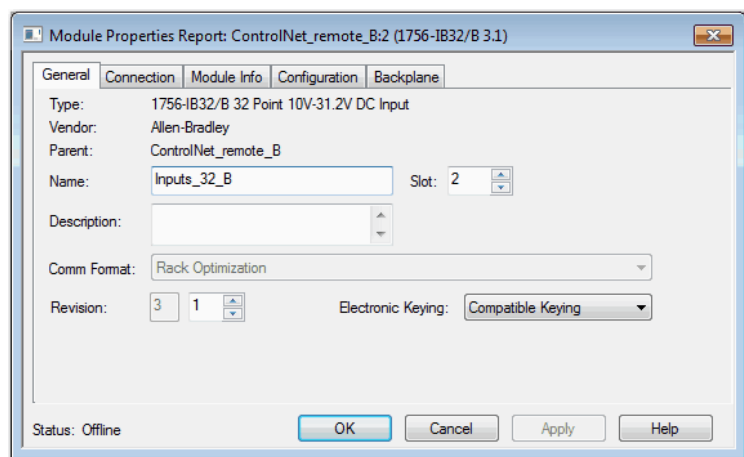 Module Properties Report: ControlNet_remote_B:2 (1756-IB32/B 3.1)
General Connection Module Info Configuration Backplane
Type: 1756-IB32/B 32 Point 10V-31.2V DC Input
Vendor: Allen-Bradley
Parent: ControlNet_remote_B
Name: Inputs_32_B Slot: 2
Description:
Comm Format: Rack Optimization
Revision: 3 1 Electronic Keying: Compatible Keying
Status: Offline OK Cancel Apply Help